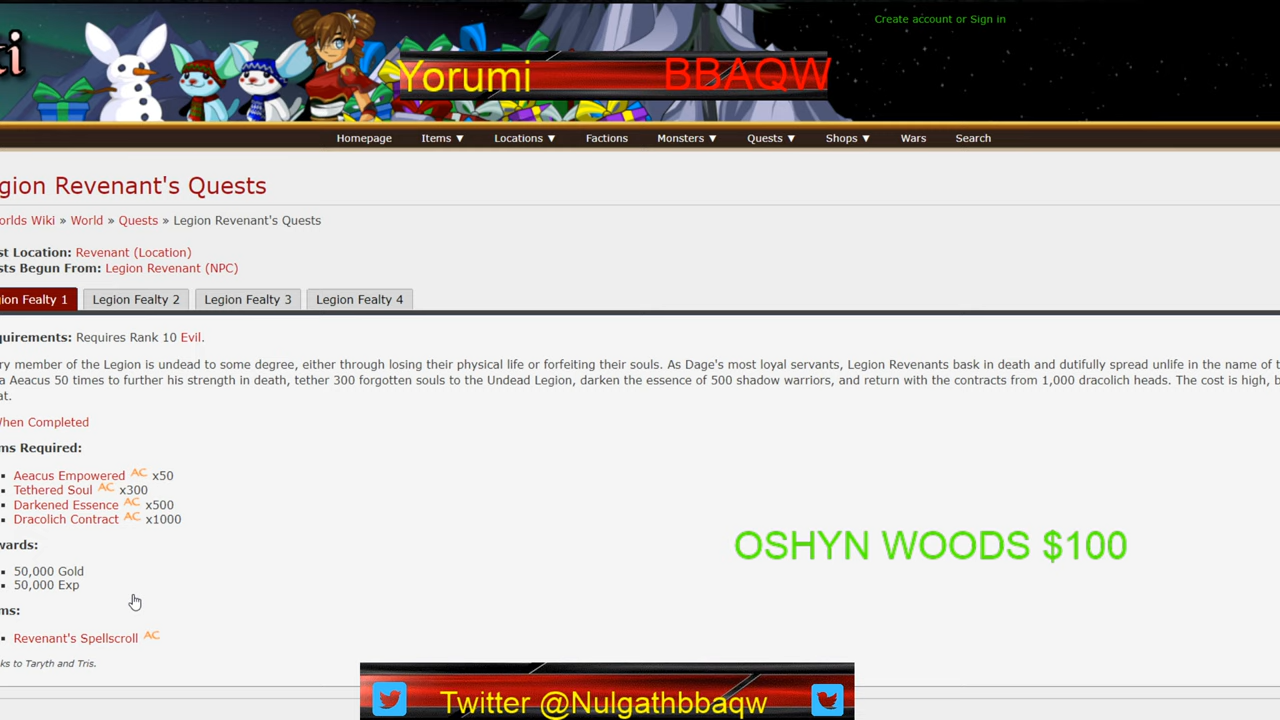 ti
Create account or Sign in
Yorumi BBAQW
Homepage Items ▼ Locations ▼ Factions Monsters ▼ Quests ▼ Shops ▼ Wars Search
gion Revenant's Quests
orlds Wiki » World » Quests » Legion Revenant's Quests
st Location: Revenant (Location)
sts Begun From: Legion Revenant (NPC)
ion Fealty 1 Legion Fealty 2 Legion Fealty 3 Legion Fealty 4
quirements: Requires Rank 10 Evil.
ry member of the Legion is undead to some degree, either through losing their physical life or forfeiting their souls. As Dage's most loyal servants, Legion Revenants bask in death and dutifully spread unlife in the name of t
a Aeacus 50 times to further his strength in death, tether 300 forgotten souls to the Undead Legion, darken the essence of 500 shadow warriors, and return with the contracts from 1,000 dracolich heads. The cost is high, b
at.
When Completed
ms Required:
▪ Aeacus Empowered AC x50
▪ Tethered Soul AC x300
▪ Darkened Essence AC x500
▪ Dracolich Contract AC x1000
OSHYN WOODS $100
wards:
▪ 50,000 Gold
▪ 50,000 Exp
ms:
▪ Revenant's Spellscroll AC
ks to Taryth and Tris.
Twitter @Nulgathbbaqw